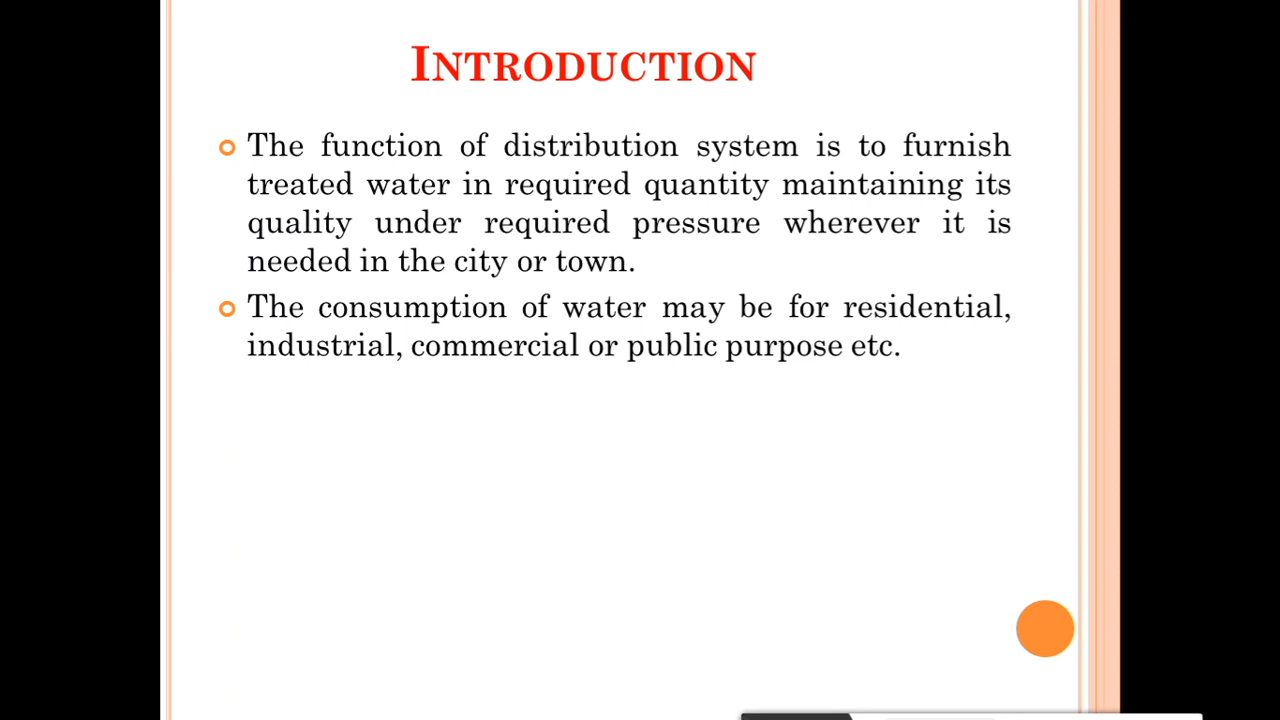 INTRODUCTION
The function of distribution system is to furnish
treated water in required quantity maintaining its
quality under required pressure wherever it is
needed in the city or town.
The consumption of water may be for residential,
industrial, commercial or public purpose etc.